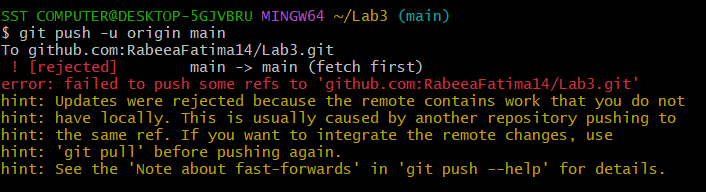 SST COMPUTER@DESKTOP-5GJVBRU MINGW64 ~/Lab3 (main)
$ git push -u origin main
To github.com:RabeeaFatima14/Lab3.git
 ! [rejected]        main -> main (fetch first)
error: failed to push some refs to 'github.com:RabeeaFatima14/Lab3.git'
hint: Updates were rejected because the remote contains work that you do not
hint: have locally. This is usually caused by another repository pushing to
hint: the same ref. If you want to integrate the remote changes, use
hint: 'git pull' before pushing again.
hint: See the 'Note about fast-forwards' in 'git push --help' for details.